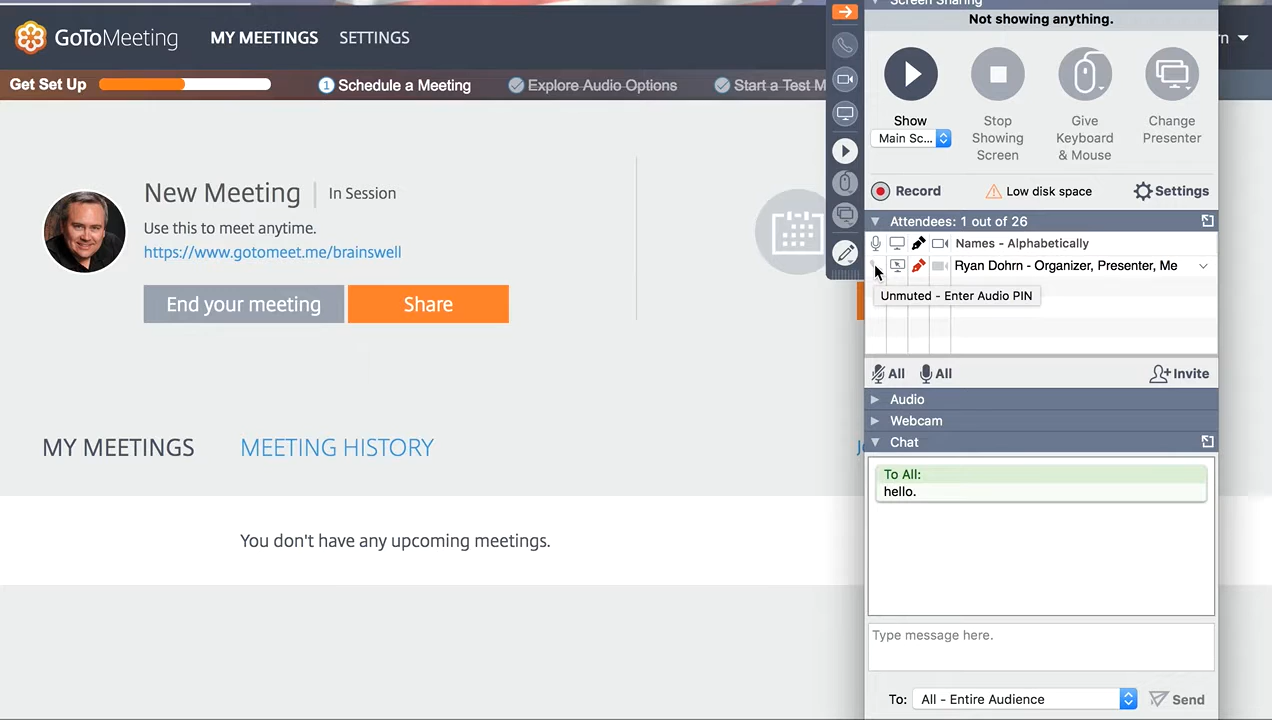 GoToMeeting MY MEETINGS SETTINGS
Get Set Up 1 Schedule a Meeting Explore Audio Options Start a Test M
New Meeting In Session
Use this to meet anytime.
https://www.gotomeet.me/brainswell
End your meeting Share
MY MEETINGS MEETING HISTORY
You don't have any upcoming meetings.
Screen Sharing
Not showing anything.
Show
Main Sc...
Stop
Showing
Screen
Give
Keyboard
& Mouse
Change
Presenter
Record Low disk space Settings
Attendees: 1 out of 26
Names - Alphabetically
Ryan Dohrn - Organizer, Presenter, Me
Unmuted - Enter Audio PIN
All All Invite
Audio
Webcam
Chat
To All:
hello.
Type message here.
To: All - Entire Audience Send